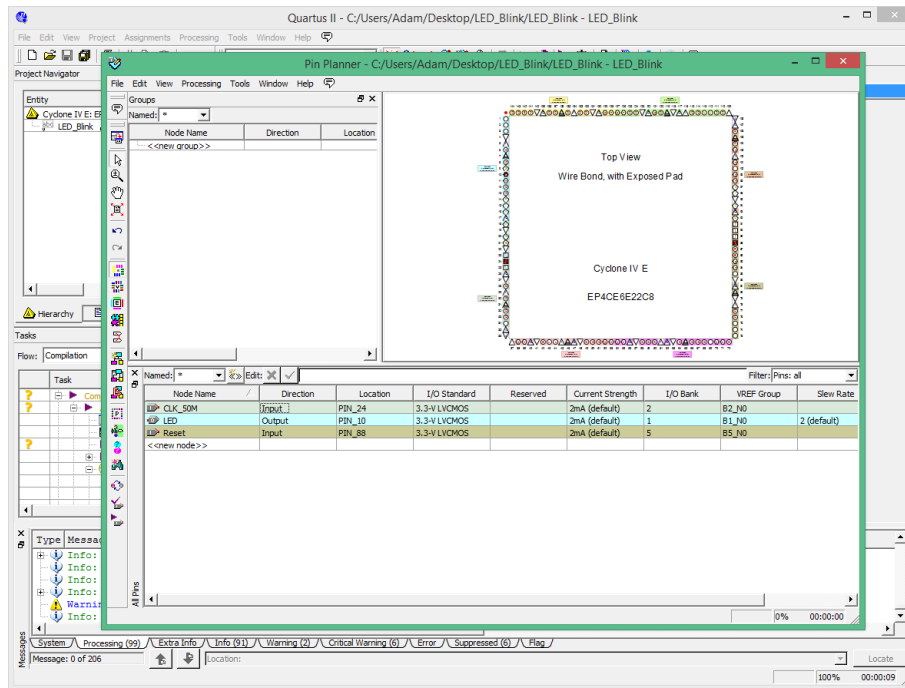 Quartus II - C:/Users/Adam/Desktop/LED_Blink/LED_Blink - LED_Blink
File Edit View Project Assignments Processing Tools Window Help
Project Navigator
Entity
Cyclone IV E: EP
LED_Blink
Hierarchy
Tasks
Flow: Compilation
Task
Com
Pin Planner - C:/Users/Adam/Desktop/LED_Blink/LED_Blink - LED_Blink
File Edit View Processing Tools Window Help
Groups
Named: *
Node Name Direction Location
<<new group>>
Top View
Wire Bond, with Exposed Pad
Cyclone IV E
EP4CE6E22C8
Named: * Edit: Filter: Pins: all
Node Name Direction Location I/O Standard Reserved Current Strength I/O Bank VREF Group Slew Rate
CLK_50M Input PIN_24 3.3-V LVCMOS 2mA (default) 2 B2_N0
LED Output PIN_10 3.3-V LVCMOS 2mA (default) 1 B1_N0 2 (default)
Reset Input PIN_88 3.3-V LVCMOS 2mA (default) 5 B5_N0
<<new node>>
All Pins
0% 00:00:00
Messages
Type Messag
Info:
Info:
Info:
Info:
Warnin
Info:
System Processing (99) Extra Info Info (91) Warning (2) Critical Warning (6) Error Suppressed (6) Flag
Message: 0 of 206 Location: Locate
100% 00:00:09